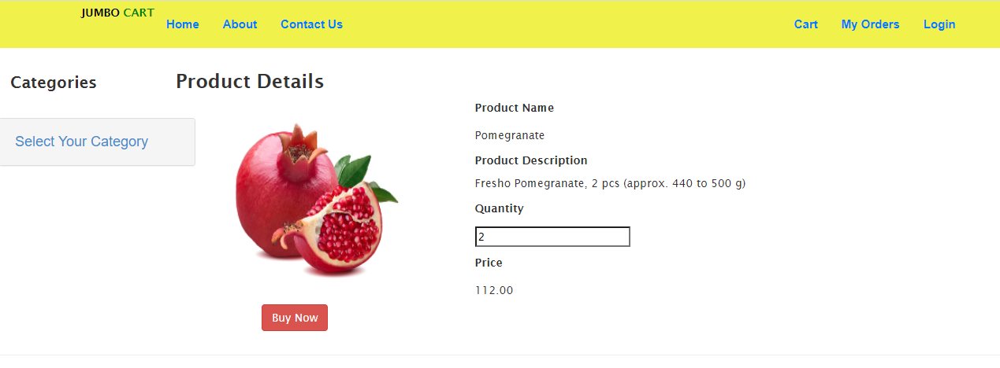 JUMBO CART
Home About Contact Us Cart My Orders Login
Categories
Select Your Category
Product Details
Buy Now
Product Name
Pomegranate
Product Description
Fresho Pomegranate, 2 pcs (approx. 440 to 500 g)
Quantity
2
Price
112.00